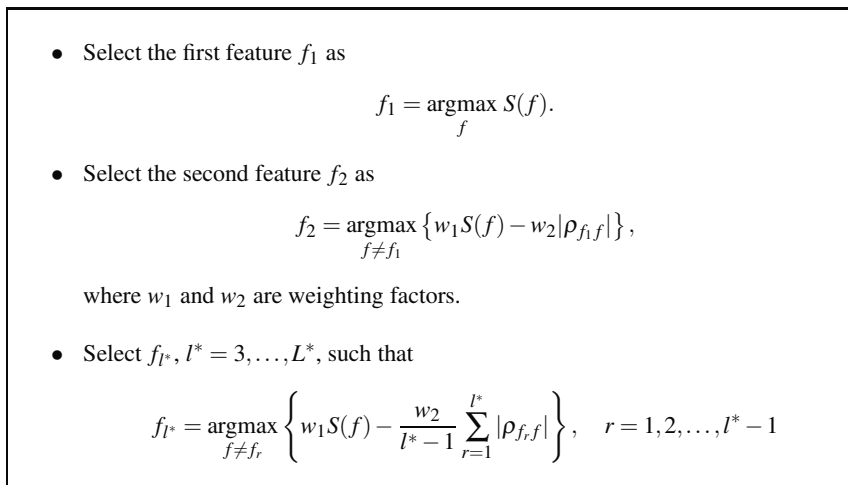 • Select the first feature f₁ as
f₁ = argmax S(f).
f
• Select the second feature f₂ as
f₂ = argmax {w₁S(f) − w₂|ρ_{f₁f}|},
f≠f₁
where w₁ and w₂ are weighting factors.
• Select f_{l*}, l* = 3,...,L*, such that
f_{l*} = argmax { w₁S(f) − \frac{w₂}{l* − 1} \sum_{r=1}^{l*} |ρ_{f_r f}| }, r = 1,2,...,l* − 1
f≠f_r